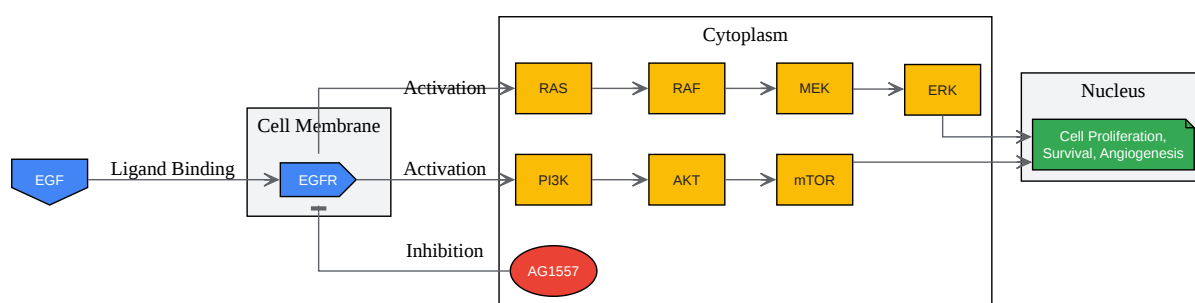 Cytoplasm
Activation
RAS
RAF
MEK
ERK
Nucleus
Cell Membrane
Cell Proliferation,
Survival, Angiogenesis
EGF
Ligand Binding
EGFR
Activation
PI3K
AKT
mTOR
Inhibition
AG1557